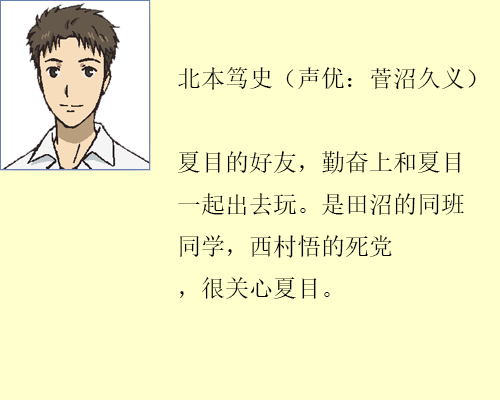 北本笃史（声优：菅沼久义）
夏目的好友，勤奋上和夏目
一起出去玩。是田沼的同班
同学，西村悟的死党
，很关心夏目。